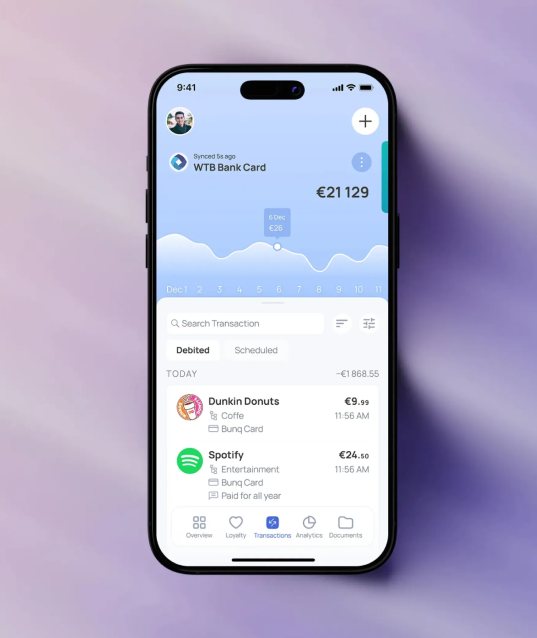 9:41
Synced 5s ago
WTB Bank Card
€21 129
6 Dec
€26
Dec 1 2 3 4 5 6 7 8 9 10 11
Search Transaction
Debited Scheduled
TODAY -€1 868.55
Dunkin Donuts €9.99
Coffe 11:56 AM
Bunq Card
Spotify €24.50
Entertainment 11:56 AM
Bunq Card
Paid for all year
Overview Loyalty Transactions Analytics Documents